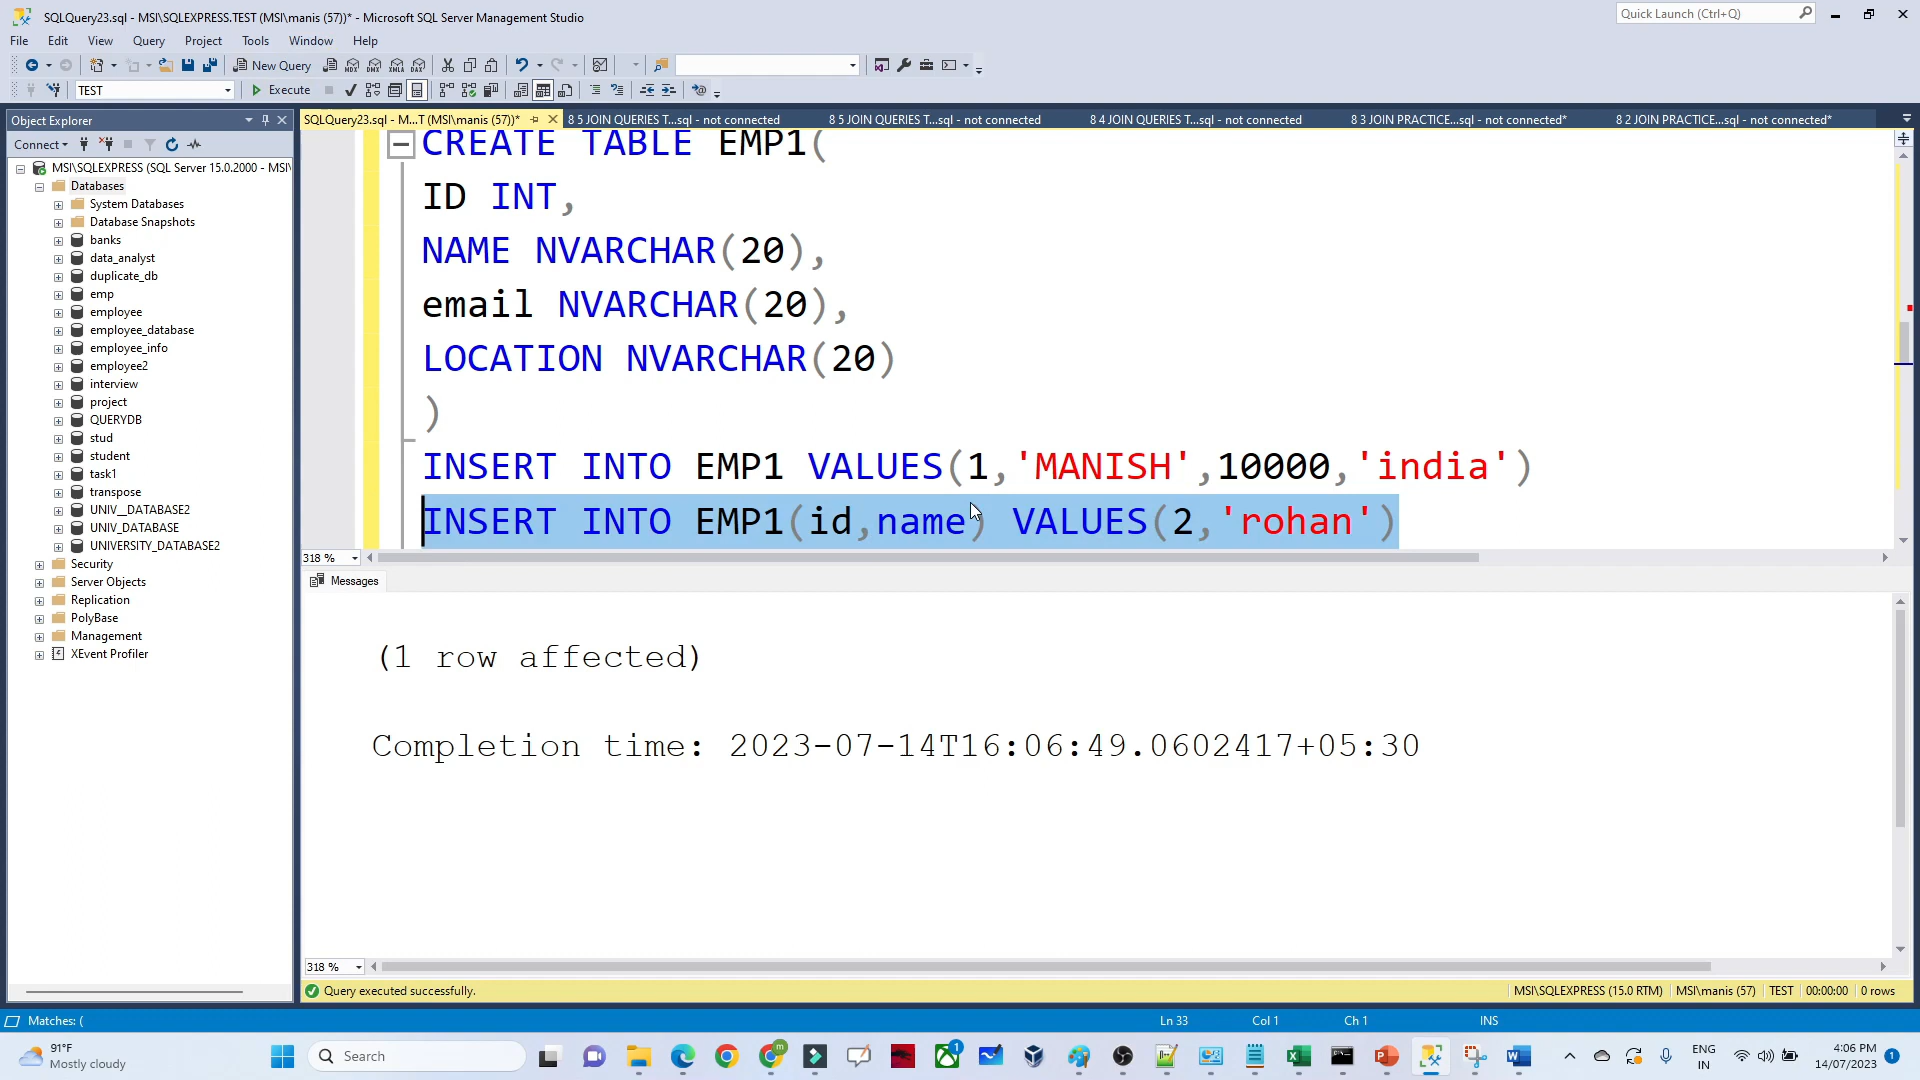 SQLQuery23.sql - MSI\SQLEXPRESS.TEST (MSI\manis (57))* - Microsoft SQL Server Management Studio
Quick Launch (Ctrl+Q)
File Edit View Query Project Tools Window Help
New Query
TEST
Execute
Object Explorer
Connect
MSI\SQLEXPRESS (SQL Server 15.0.2000 - MSI\
Databases
System Databases
Database Snapshots
banks
data_analyst
duplicate_db
emp
employee
employee_database
employee_info
employee2
interview
project
QUERYDB
stud
student
task1
transpose
UNIV__DATABASE2
UNIV_DATABASE
UNIVERSITY_DATABASE2
Security
Server Objects
Replication
PolyBase
Management
XEvent Profiler
SQLQuery23.sql - M...T (MSI\manis (57))*
8 5 JOIN QUERIES T...sql - not connected
8 5 JOIN QUERIES T...sql - not connected
8 4 JOIN QUERIES T...sql - not connected
8 3 JOIN PRACTICE...sql - not connected*
8 2 JOIN PRACTICE...sql - not connected*
CREATE TABLE EMP1(
ID INT,
NAME NVARCHAR(20),
email NVARCHAR(20),
LOCATION NVARCHAR(20)
)
INSERT INTO EMP1 VALUES(1,'MANISH',10000,'india')
INSERT INTO EMP1(id,name) VALUES(2,'rohan')
318 %
Messages
(1 row affected)
Completion time: 2023-07-14T16:06:49.0602417+05:30
318 %
Query executed successfully.
MSI\SQLEXPRESS (15.0 RTM) MSI\manis (57) TEST 00:00:00 0 rows
Matches: (
Ln 33 Col 1 Ch 1 INS
91°F
Mostly cloudy
Search
m
1
ENG
IN
4:06 PM
14/07/2023
1